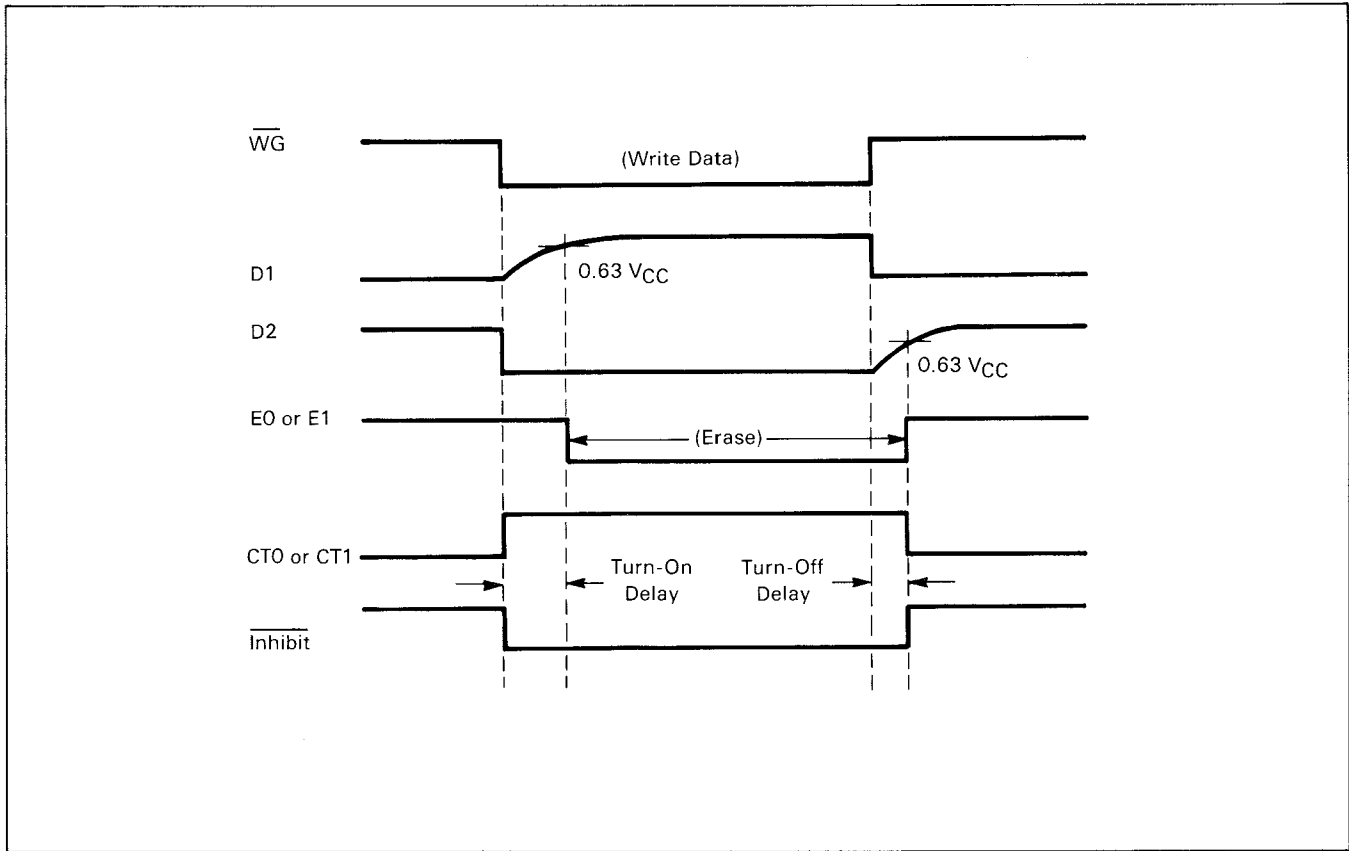 WG
(Write Data)
D1
0.63 VCC
D2
0.63 VCC
E0 or E1
(Erase)
CT0 or CT1
Turn-On
Delay
Turn-Off
Delay
Inhibit